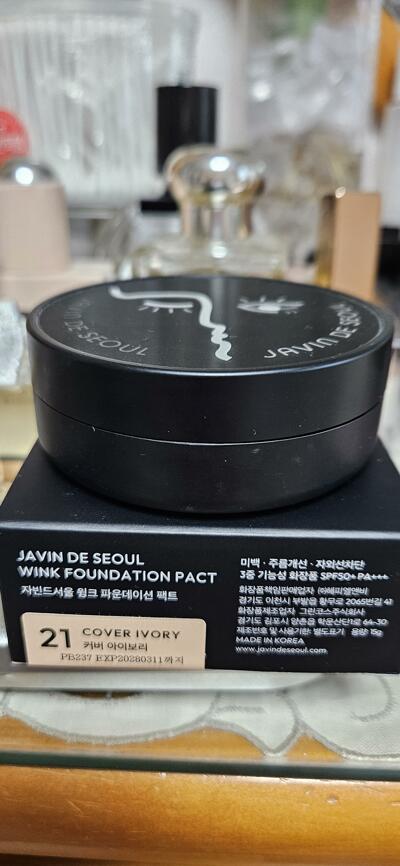 JAVIN DE SEOUL
JAVIN DE SEOUL
JAVIN DE SEOUL
WINK FOUNDATION PACT
자빈드서울 윙크 파운데이션 팩트
21 COVER IVORY
커버 아이보리
PB237 EXP20280311까지
미백 · 주름개선 · 자외선차단
3중 기능성 화장품 SPF50+ PA+++
화장품책임판매업자 (주)해피엘앤비
경기도 이천시 부발읍 황무로 2065번길 41
화장품제조업자 그린코스주식회사
경기도 김포시 양촌읍 학운산단1로 64-30
제조번호 및 사용기한: 별도표기 용량: 15g
MADE IN KOREA
www.javindeseoul.com